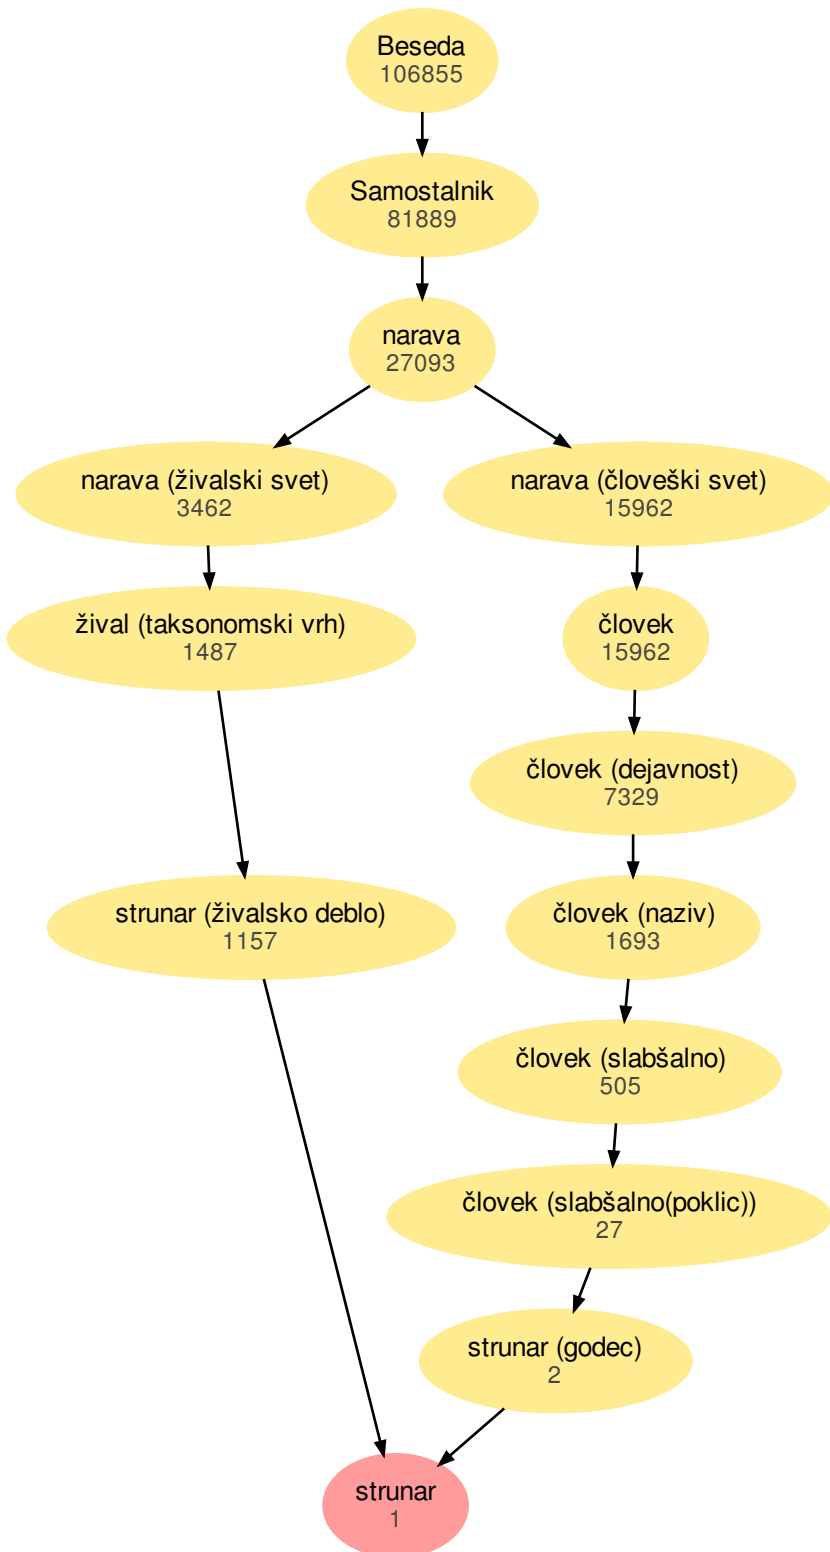 Beseda
106855
Samostalnik
81889
narava
27093
narava (živalski svet)
3462
narava (človeški svet)
15962
žival (taksonomski vrh)
1487
človek
15962
človek (dejavnost)
7329
strunar (živalsko deblo)
1157
človek (naziv)
1693
človek (slabšalno)
505
človek (slabšalno(poklic))
27
strunar (godec)
2
strunar
1